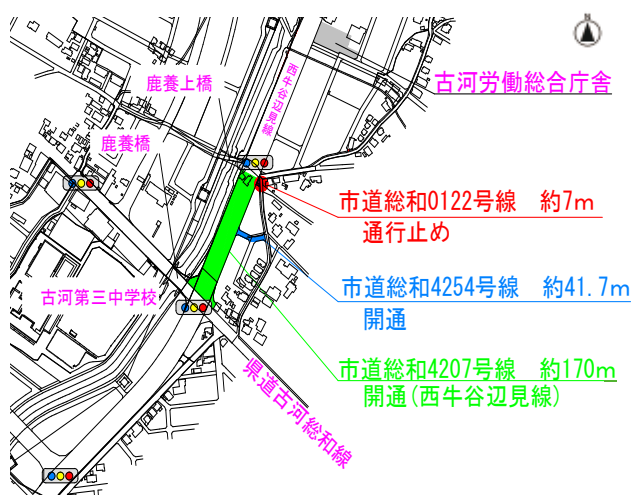 N
鹿養上橋
西牛谷辺見線
古河労働総合庁舎
鹿養橋
市道総和0122号線 約7m
通行止め
古河第三中学校
市道総和4254号線 約41.7m
開通
市道総和4207号線 約170m
開通(西牛谷辺見線)
県道古河総和線